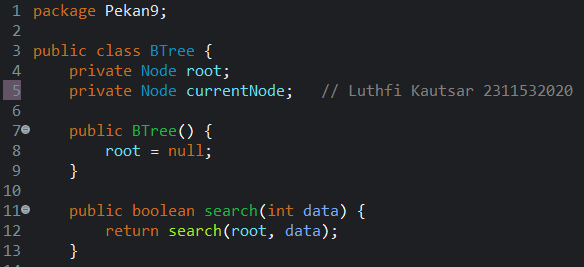 1 package Pekan9;
2
3 public class BTree {
4     private Node root;
5     private Node currentNode;   // Luthfi Kautsar 2311532020
6
7     public BTree() {
8         root = null;
9     }
10
11     public boolean search(int data) {
12         return search(root, data);
13     }